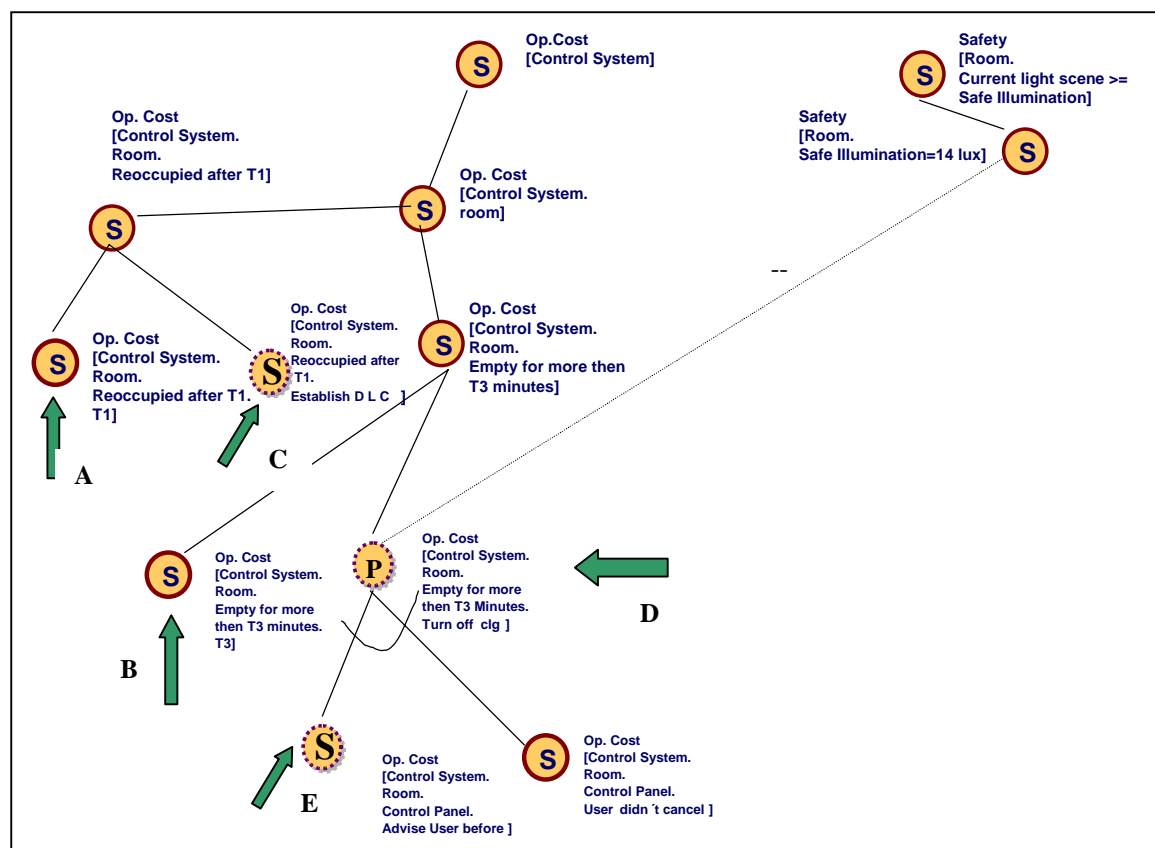 Op.Cost
[Control System]
S
Safety
[Room.
Current light scene >=
Safe Illumination]
S
Safety
[Room.
Safe Illumination=14 lux]
S
Op. Cost
[Control System.
Room.
Reoccupied after T1]
S
Op. Cost
[Control System.
room]
S
--
Op. Cost
[Control System.
Room.
Reoccupied after T1.
T1]
S
A
Op. Cost
[Control System.
Room.
Reoccupied after
T1.
Establish D L C ]
S
C
Op. Cost
[Control System.
Room.
Empty for more then
T3 minutes]
S
Op. Cost
[Control System.
Room.
Empty for more
then T3 minutes.
T3]
S
B
Op. Cost
[Control System.
Room.
Empty for more
then T3 Minutes.
Turn off clg ]
P
D
Op. Cost
[Control System.
Room.
Control Panel.
Advise User before ]
S
E
Op. Cost
[Control System.
Room.
Control Panel.
User didn ´t cancel ]
S